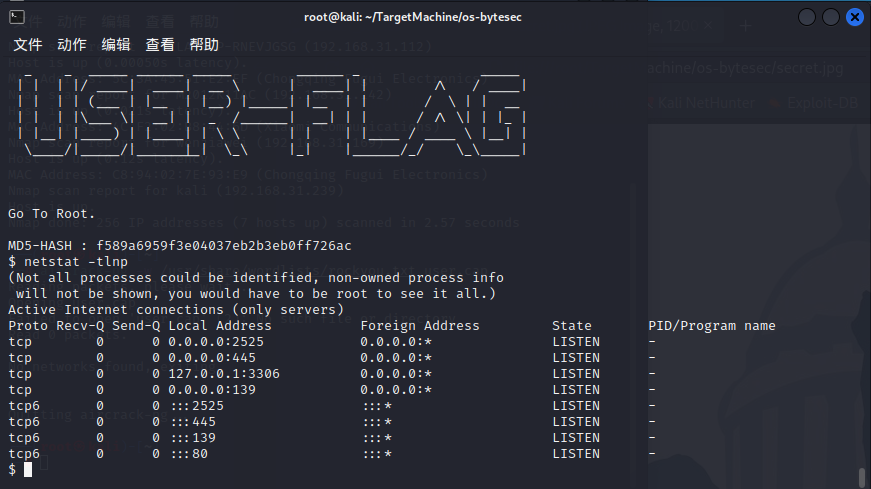 root@kali: ~/TargetMachine/os-bytesec
文件 动作 编辑 查看 帮助
USER FLAG
Go To Root.
MD5-HASH : f589a6959f3e04037eb2b3eb0ff726ac
$ netstat -tlnp
(Not all processes could be identified, non-owned process info
will not be shown, you would have to be root to see it all.)
Active Internet connections (only servers)
Proto Recv-Q Send-Q Local Address Foreign Address State PID/Program name
tcp 0 0 0.0.0.0:2525 0.0.0.0:* LISTEN -
tcp 0 0 0.0.0.0:445 0.0.0.0:* LISTEN -
tcp 0 0 127.0.0.1:3306 0.0.0.0:* LISTEN -
tcp 0 0 0.0.0.0:139 0.0.0.0:* LISTEN -
tcp6 0 0 :::2525 :::* LISTEN -
tcp6 0 0 :::445 :::* LISTEN -
tcp6 0 0 :::139 :::* LISTEN -
tcp6 0 0 :::80 :::* LISTEN -
$